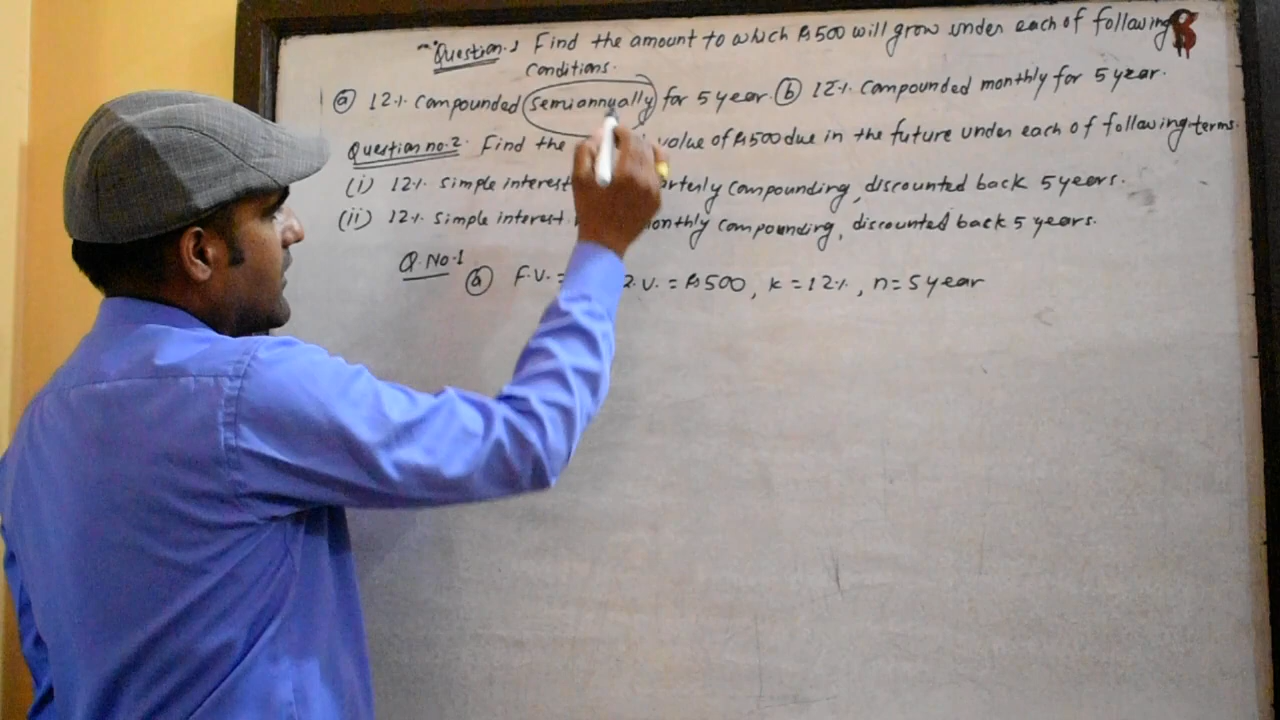 Question.1 Find the amount to which Rs500 will grow under each of following
conditions.
(a) 12%. compounded semiannually for 5 year. (b) 12%. compounded monthly for 5 year.
Question no.2. Find the value of Rs500 due in the future under each of following terms.
(i) 12%. simple interest compounding, discounted back 5 years.
(ii) 12%. simple interest compounding, discounted back 5 years.
Q.No.1
(a) F.V. = = Rs500, k = 12%, n = 5 year